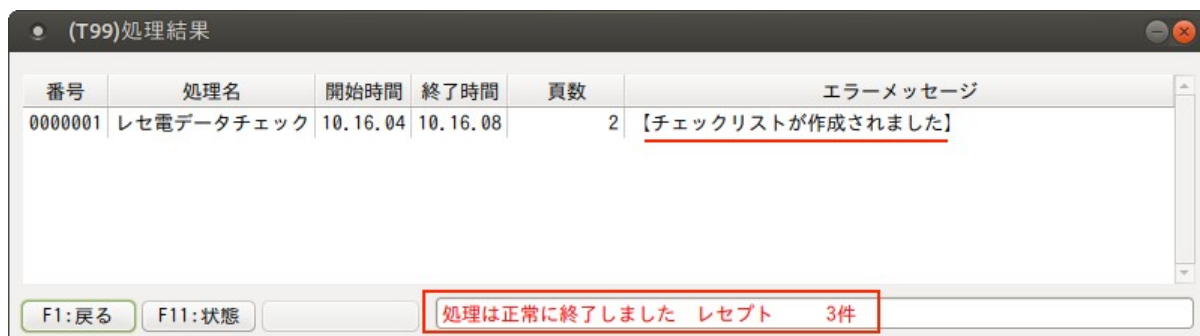 (T99)処理結果
番号 処理名 開始時間 終了時間 頁数 エラーメッセージ
0000001 レセ電データチェック 10.16.04 10.16.08 2 【チェックリストが作成されました】
F1:戻る F11:状態 処理は正常に終了しました レセプト 3件